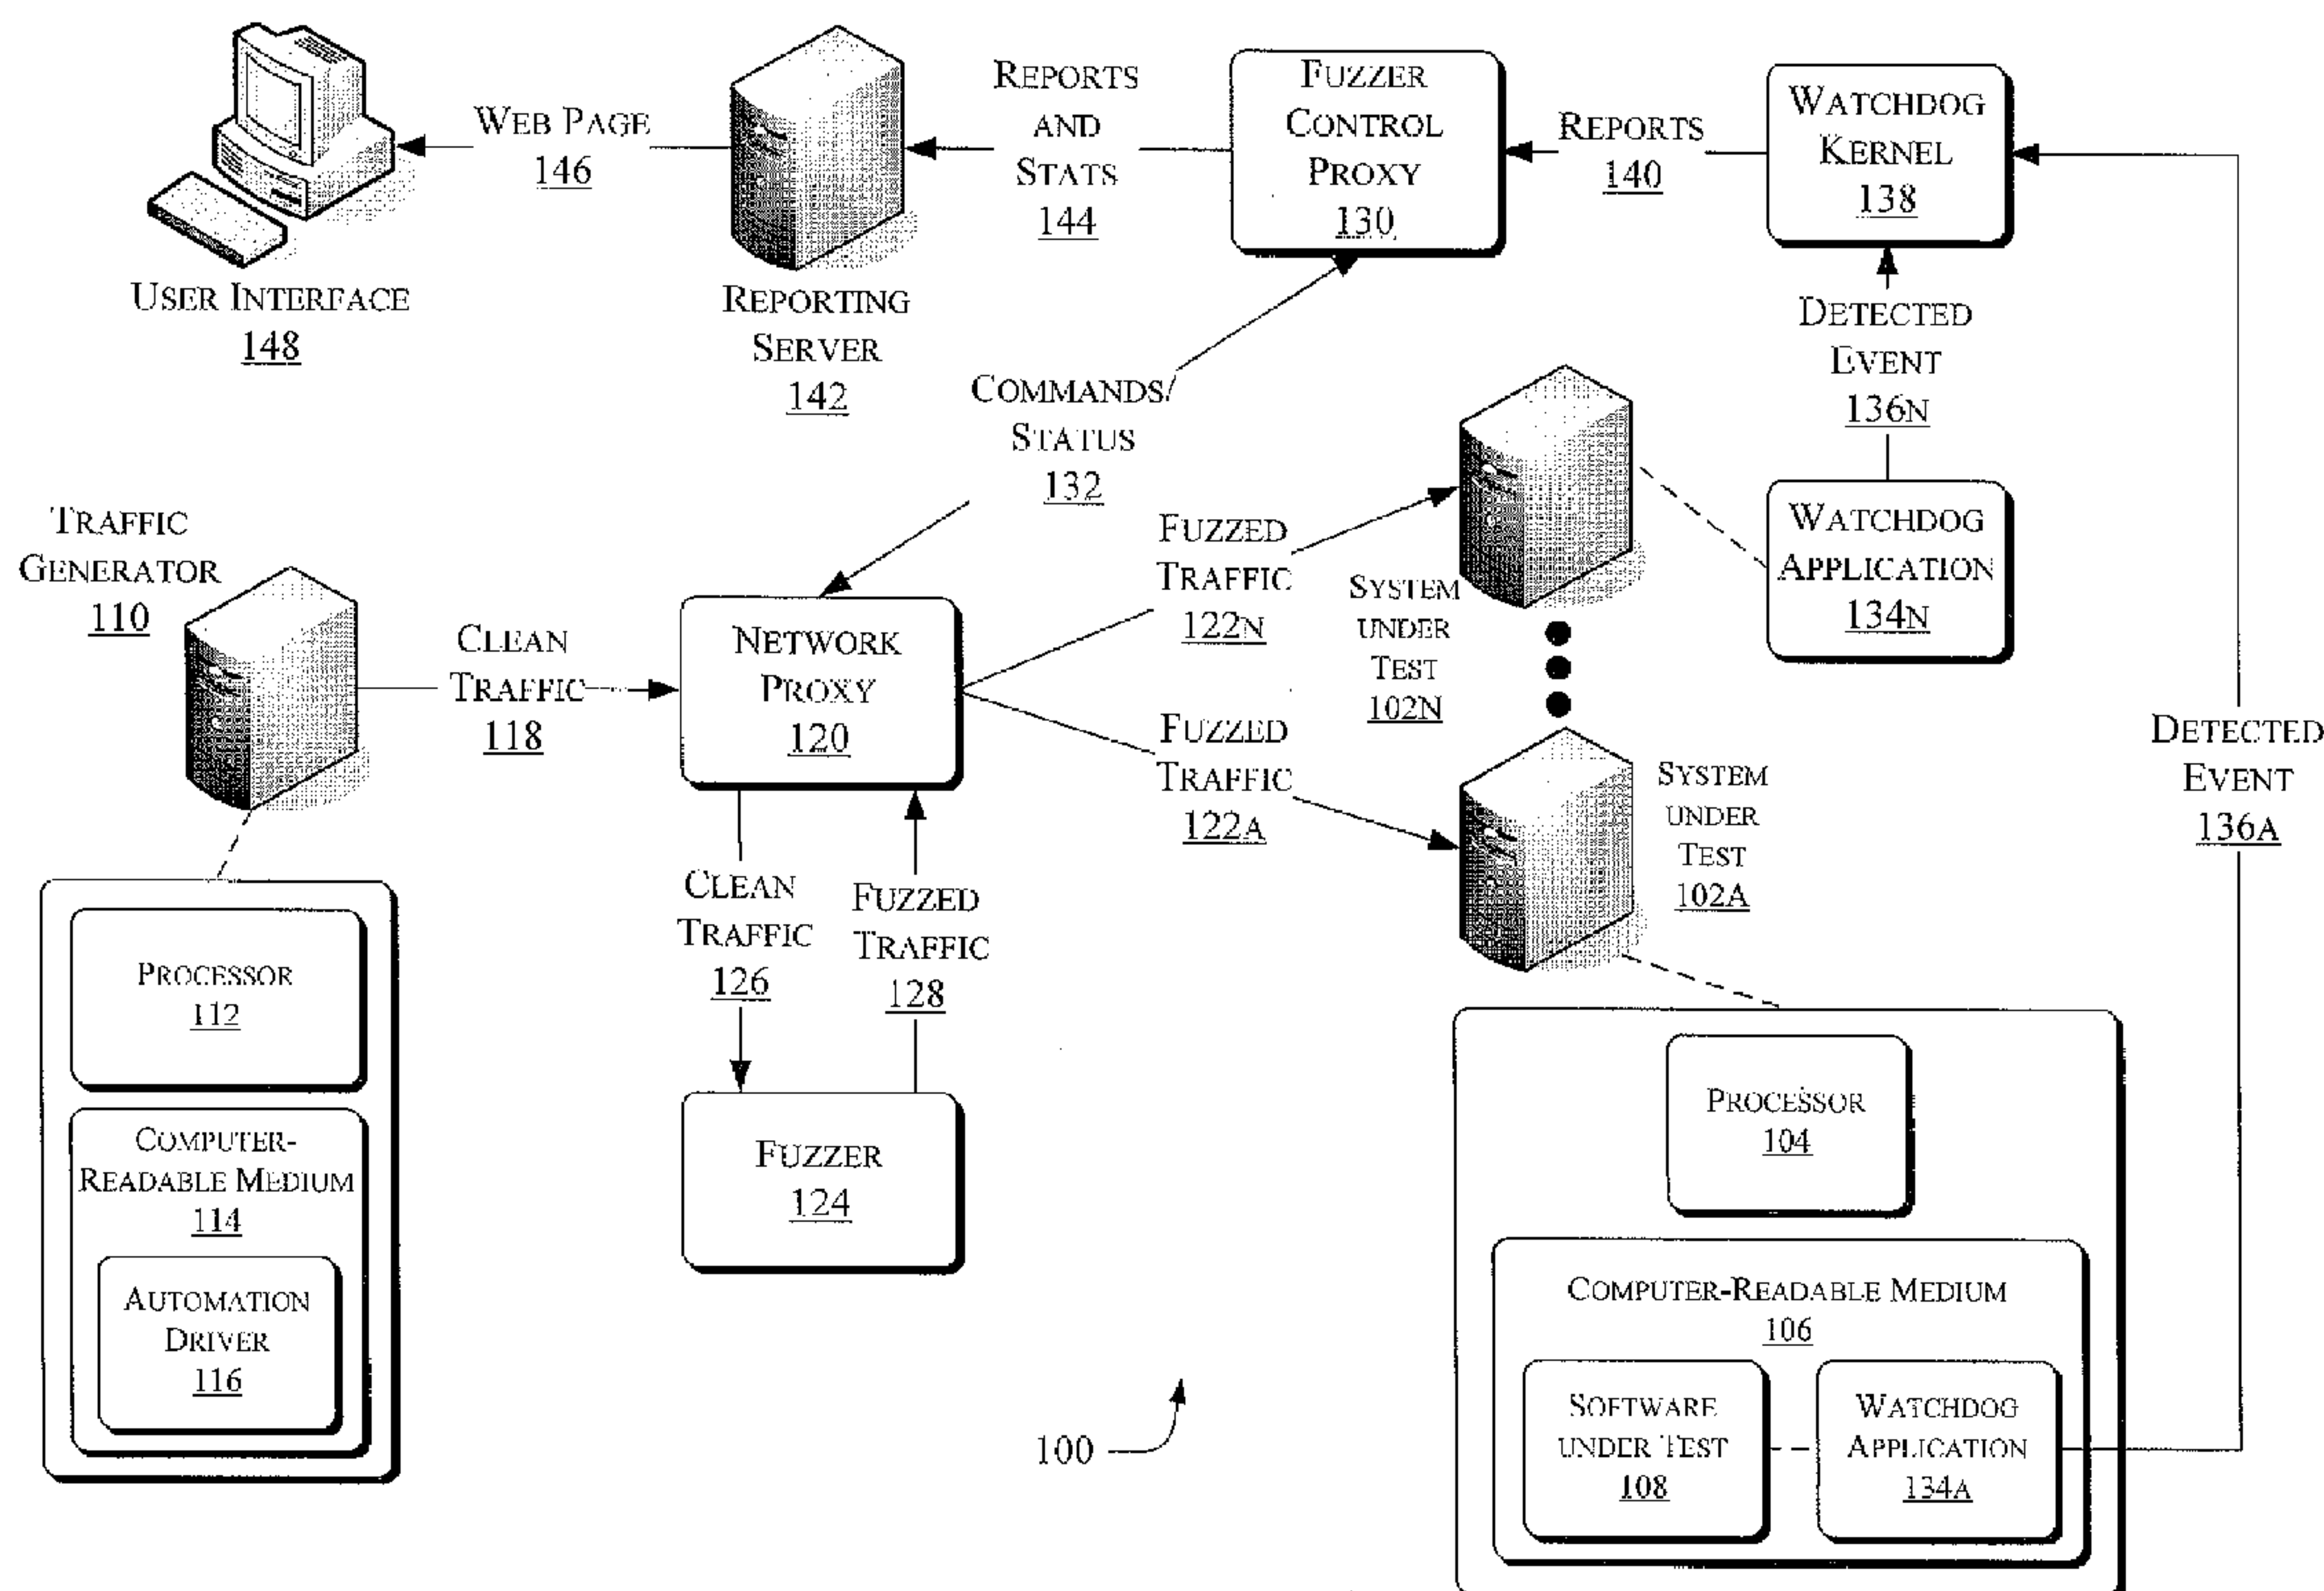 WEB PAGE
146
USER INTERFACE
148
REPORTING
SERVER
142
REPORTS
AND
STATS
144
FUZZER
CONTROL
PROXY
130
REPORTS
140
WATCHDOG
KERNEL
138
DETECTED
EVENT
136N
WATCHDOG
APPLICATION
134N
COMMANDS/
STATUS
132
TRAFFIC
GENERATOR
110
CLEAN
TRAFFIC
118
NETWORK
PROXY
120
FUZZED
TRAFFIC
122N
SYSTEM
UNDER
TEST
102N
FUZZED
TRAFFIC
122A
SYSTEM
UNDER
TEST
102A
DETECTED
EVENT
136A
CLEAN
TRAFFIC
126
FUZZED
TRAFFIC
128
FUZZER
124
PROCESSOR
112
COMPUTER-
READABLE MEDIUM
114
AUTOMATION
DRIVER
116
100
PROCESSOR
104
COMPUTER-READABLE MEDIUM
106
SOFTWARE
UNDER TEST
108
WATCHDOG
APPLICATION
134A